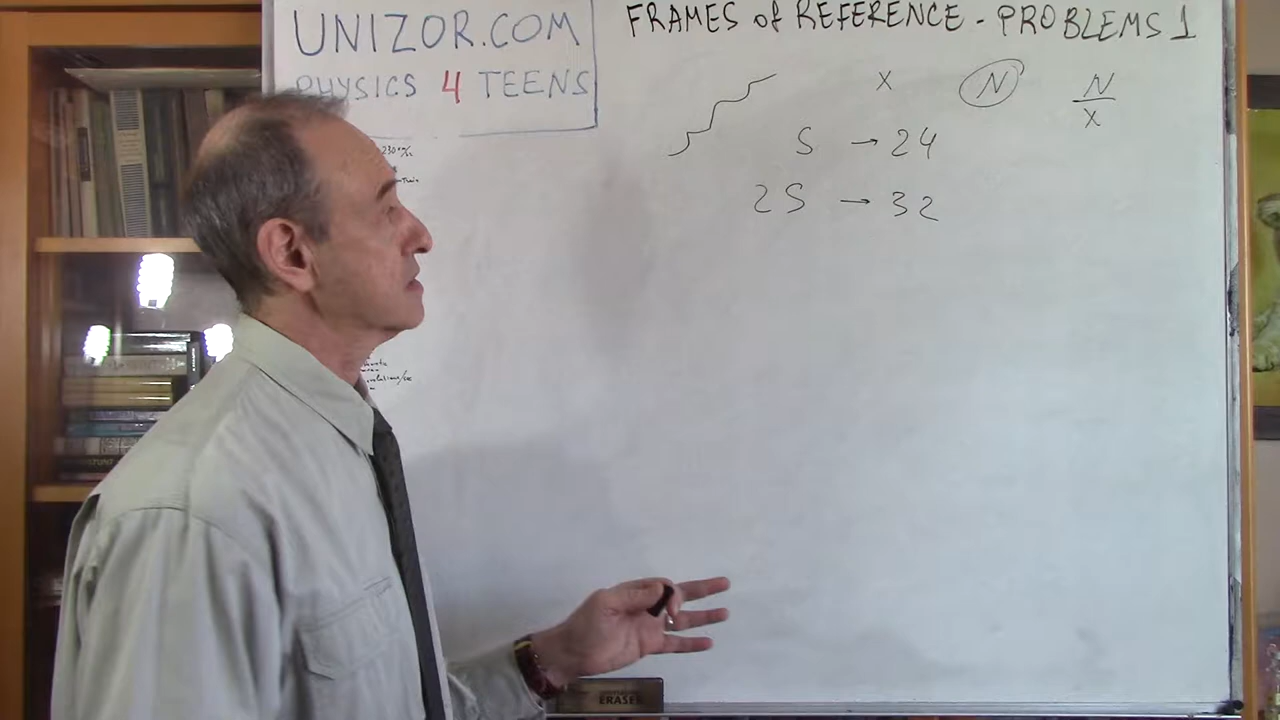 UNIZOR.COM
PHYSICS 4 TEENS
FRAMES of REFERENCE - PROBLEMS 1
X N N/X
S → 24
2S → 32
ERASER